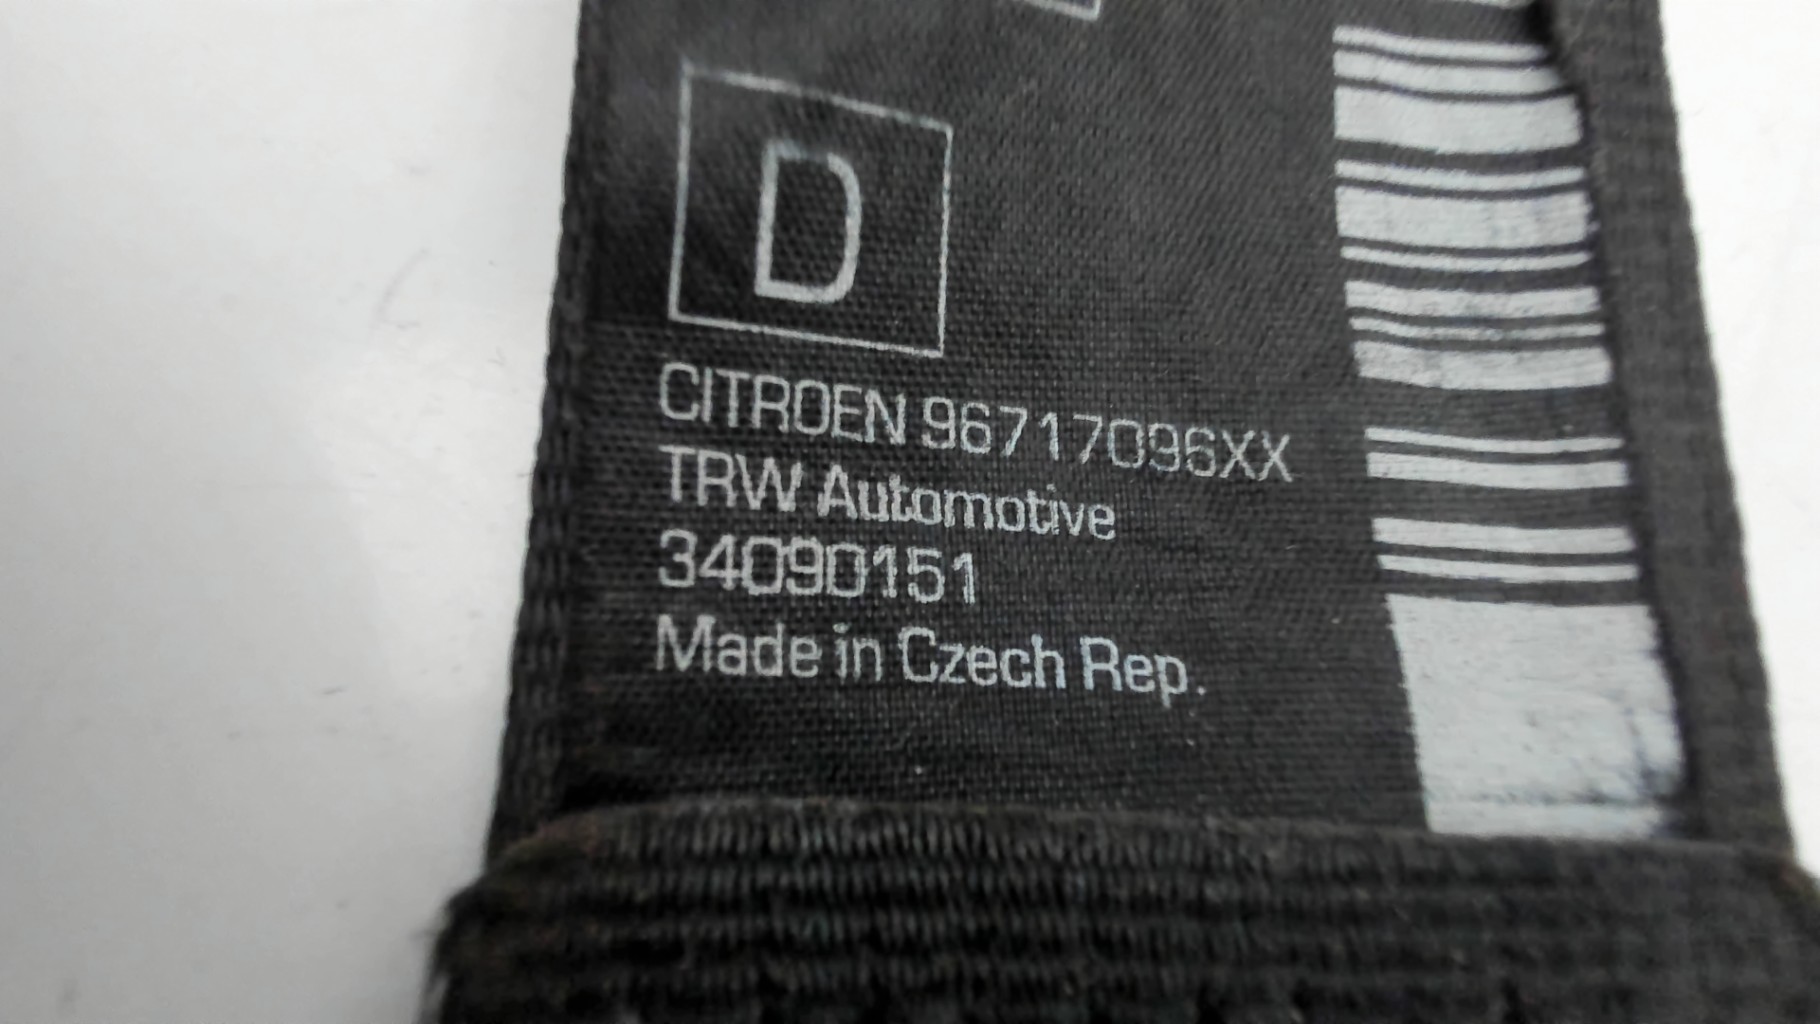 D
CITROEN 96717096XX
TRW Automotive
34090151
Made in Czech Rep.